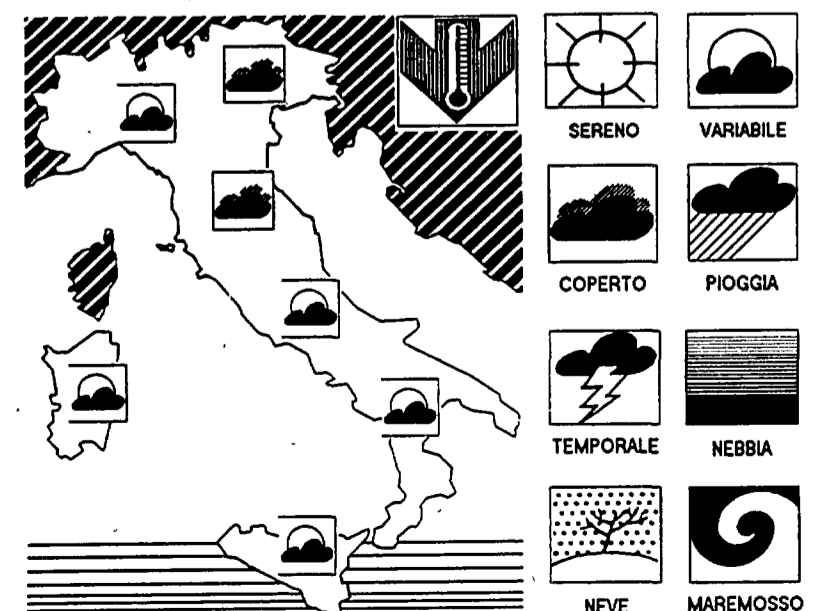 SERENO VARIABILE
COPERTO PIOGGIA
TEMPORALE NEBBIA
NEVE MAREMOSSO